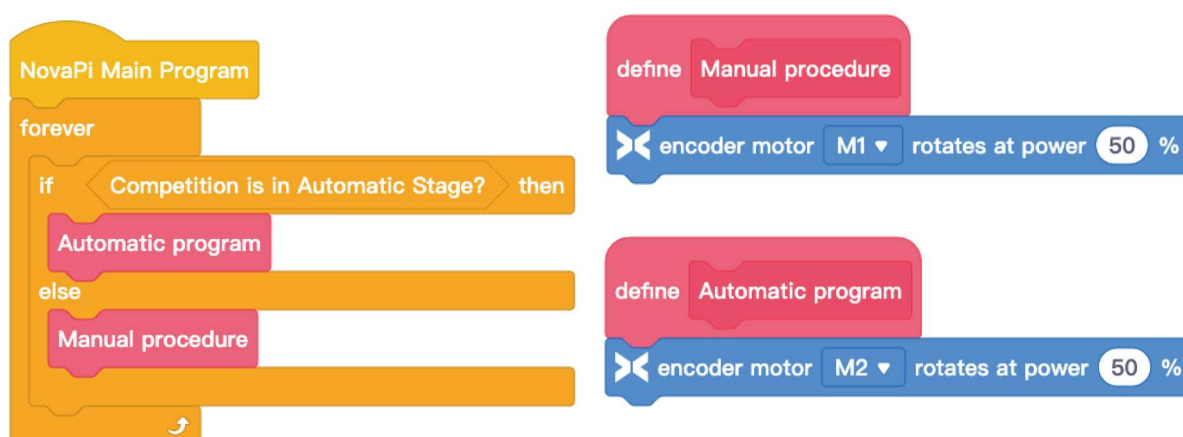 NovaPi Main Program
forever
if Competition is in Automatic Stage? then
Automatic program
else
Manual procedure
define Manual procedure
encoder motor M1 rotates at power 50 %
define Automatic program
encoder motor M2 rotates at power 50 %